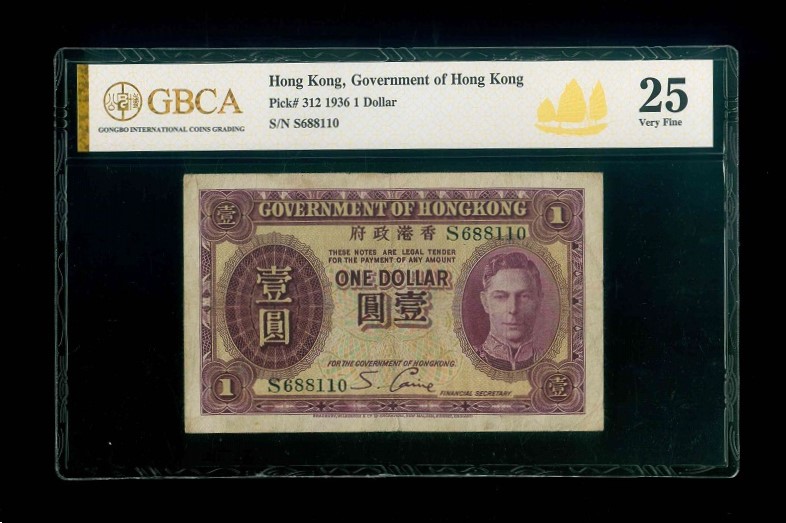 GBCA
GONGBO INTERNATIONAL COINS GRADING
Hong Kong, Government of Hong Kong
Pick# 312 1936 1 Dollar
S/N S688110
25
Very Fine
壹 GOVERNMENT OF HONGKONG 1
府政港香 S688110
THESE NOTES ARE LEGAL TENDER
FOR THE PAYMENT OF ANY AMOUNT
ONE DOLLAR
圓壹
壹圓
FOR THE GOVERNMENT OF HONGKONG.
1 S688110 S. Caine 壹
FINANCIAL SECRETARY